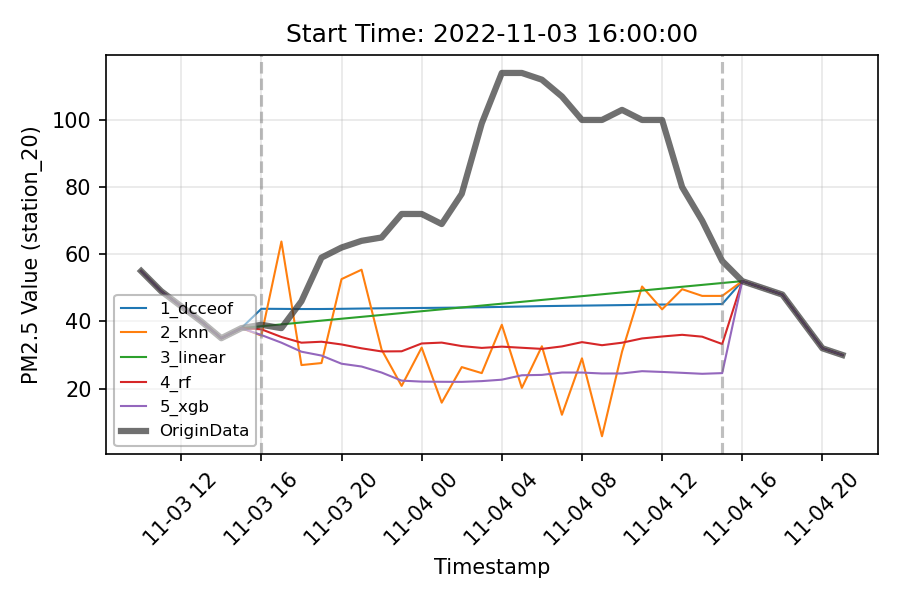 Start Time: 2022-11-03 16:00:00
PM2.5 Value (station_20)
100
80
60
40
20
1_dcceof
2_knn
3_linear
4_rf
5_xgb
OriginData
11-03 12
11-03 16
11-03 20
11-04 00
11-04 04
11-04 08
11-04 12
11-04 16
11-04 20
Timestamp